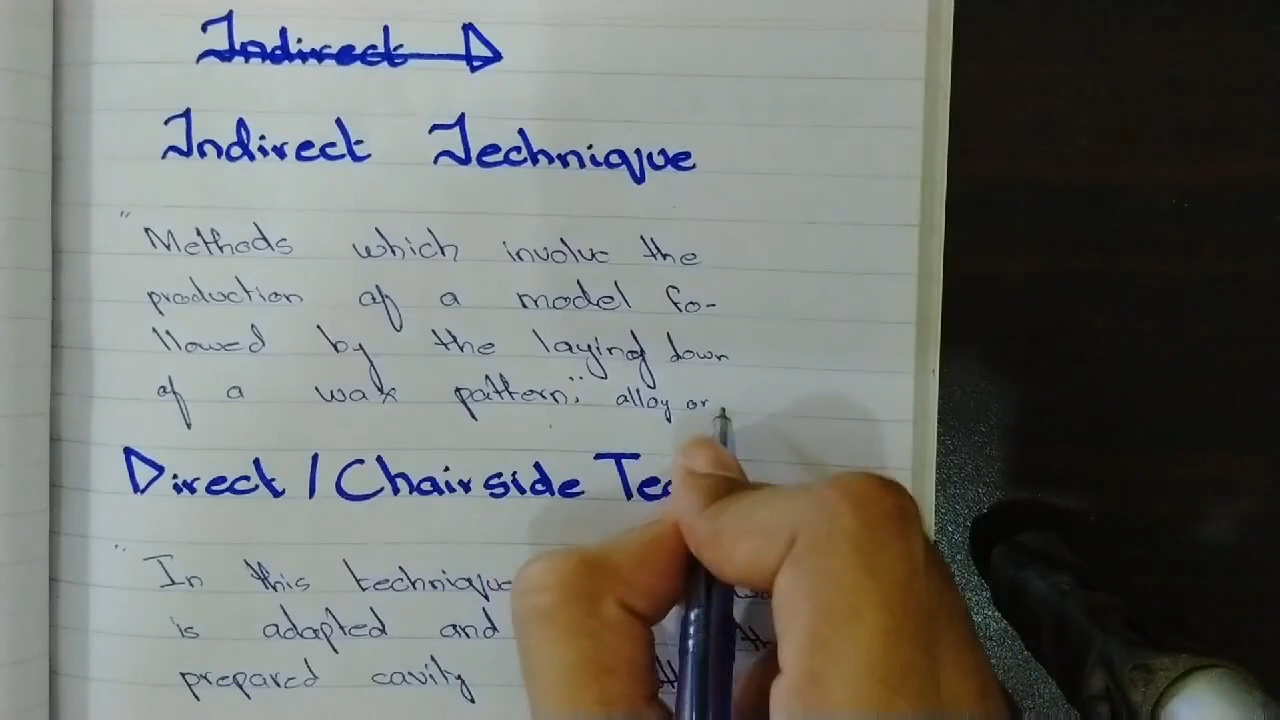 Indirect
Indirect Technique
"Methods which involve the
production of a model fo-
llowed by the laying down
of a wax pattern;" alloy or
Direct / Chairside
"In this technique
is adapted and
prepared cavity